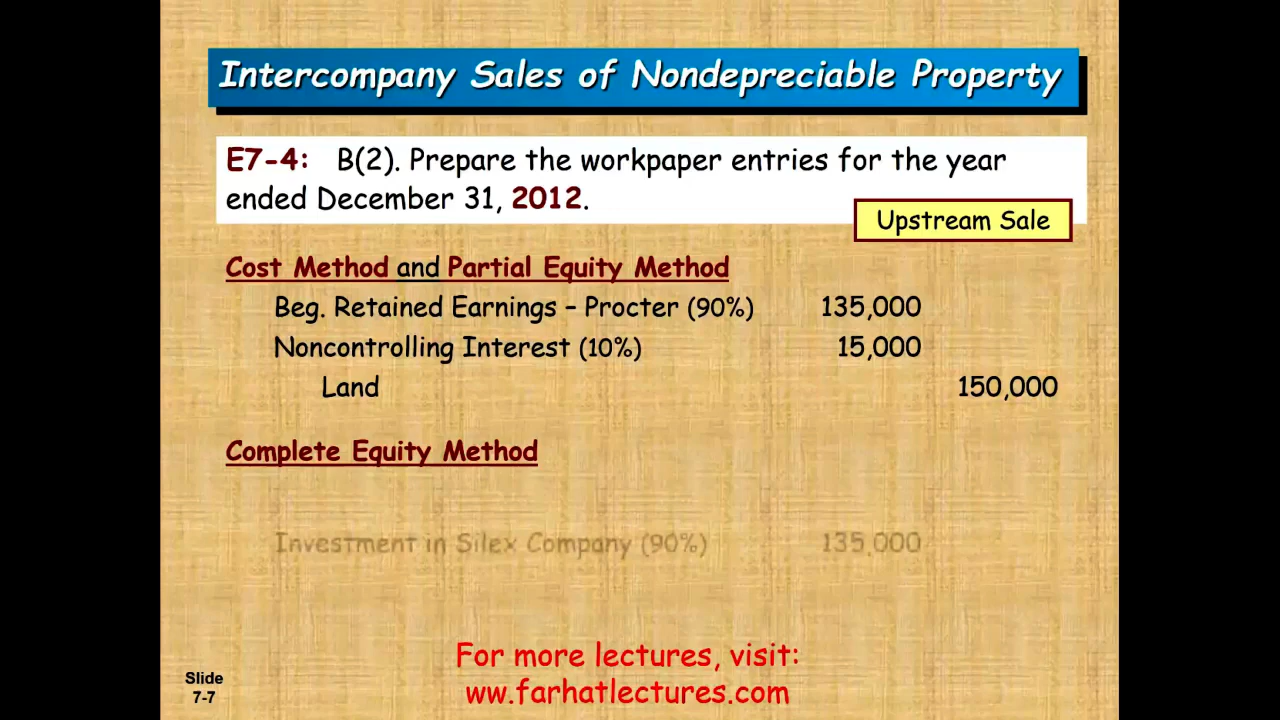 Intercompany Sales of Nondepreciable Property
E7-4: B(2). Prepare the workpaper entries for the year
ended December 31, 2012.
Upstream Sale
Cost Method and Partial Equity Method
Beg. Retained Earnings – Procter (90%) 135,000
Noncontrolling Interest (10%) 15,000
Land 150,000
Complete Equity Method
Investment in Silex Company (90%) 135,000
For more lectures, visit:
ww.farhatlectures.com
Slide
7-7